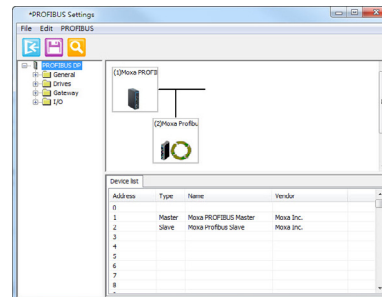 *PROFIBUS Settings
File Edit PROFIBUS
PROFIBUS DP
General
Drives
Gateway
I/O
(1)Moxa PROFI
(2)Moxa Profibu
Device list
Address Type Name Vendor
0
1 Master Moxa PROFIBUS Master Moxa Inc.
2 Slave Moxa Profibus Slave Moxa Inc.
3
4
5
6
7
8